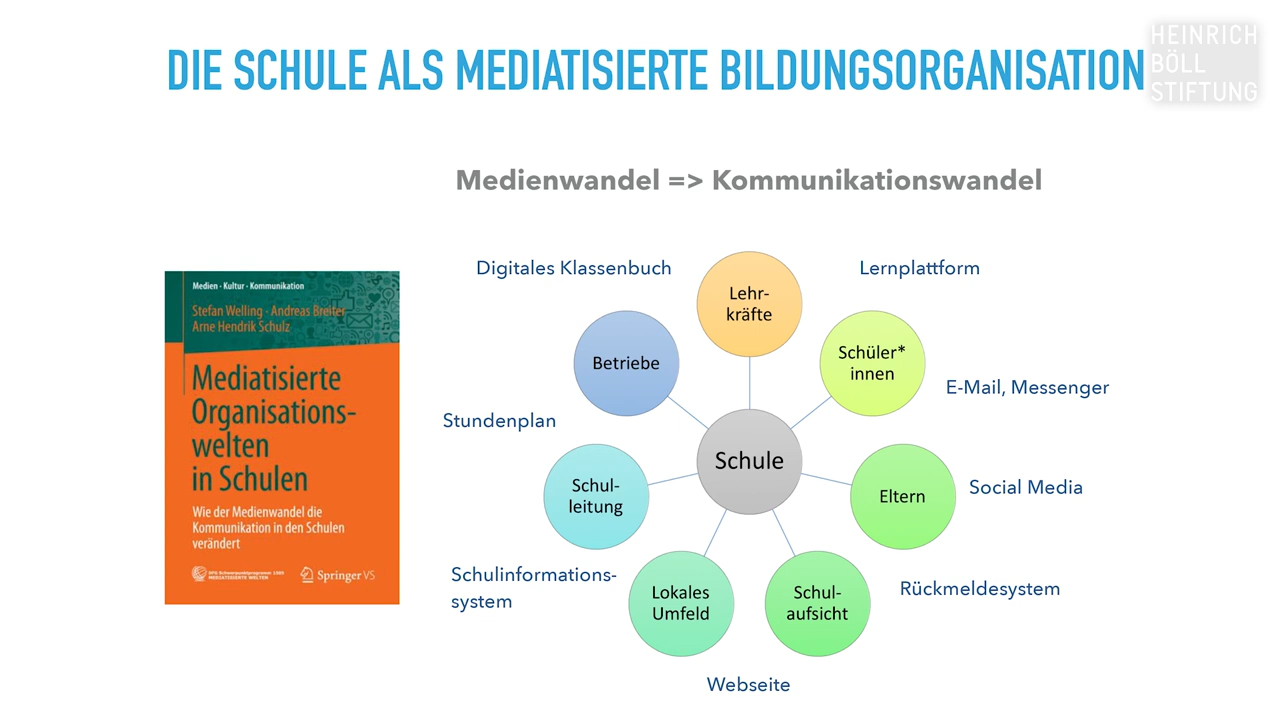 DIE SCHULE ALS MEDIATISIERTE BILDUNGSORGANISATION
HEINRICH
BÖLL
STIFTUNG
Medienwandel => Kommunikationswandel
Medien • Kultur • Kommunikation
Stefan Welling · Andreas Breiter
Arne Hendrik Schulz
Mediatisierte
Organisations-
welten
in Schulen
Wie der Medienwandel die
Kommunikation in den Schulen
verändert
MEDIATISIERTE WELTEN
Springer VS
Digitales Klassenbuch
Lehr-
kräfte
Lernplattform
Betriebe
Schüler*
innen
E-Mail, Messenger
Stundenplan
Schule
Schul-
leitung
Eltern
Social Media
Schulinformations-
system
Lokales
Umfeld
Schul-
aufsicht
Rückmeldesystem
Webseite